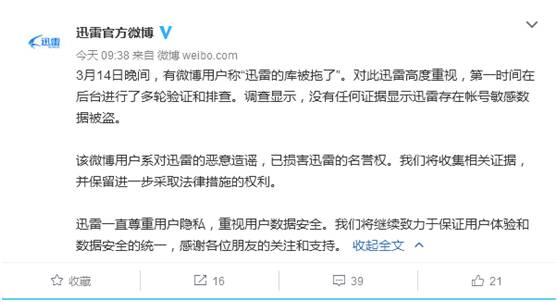 迅雷官方微博
迅雷
今天 09:38 来自 微博 weibo.com
3月14日晚间，有微博用户称“迅雷的库被拖了”。对此迅雷高度重视，第一时间在
后台进行了多轮验证和排查。调查显示，没有任何证据显示迅雷存在帐号敏感数
据被盗。
该微博用户系对迅雷的恶意造谣，已损害迅雷的名誉权。我们将收集相关证据，
并保留进一步采取法律措施的权利。
迅雷一直尊重用户隐私，重视用户数据安全。我们将继续致力于保证用户体验和
数据安全的统一，感谢各位朋友的关注和支持。 收起全文
收藏 16 39 21